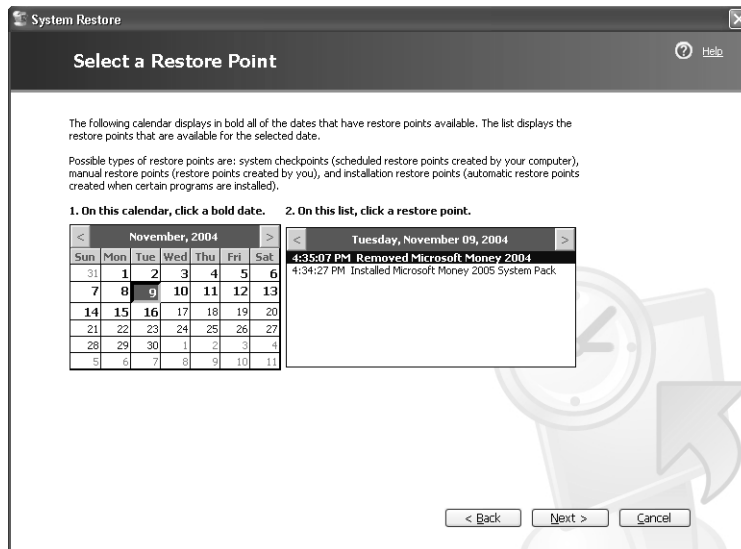 System Restore
Select a Restore Point
Help
The following calendar displays in bold all of the dates that have restore points available. The list displays the
restore points that are available for the selected date.
Possible types of restore points are: system checkpoints (scheduled restore points created by your computer),
manual restore points (restore points created by you), and installation restore points (automatic restore points
created when certain programs are installed).
1. On this calendar, click a bold date.
2. On this list, click a restore point.
< November, 2004 >
Sun Mon Tue Wed Thu Fri Sat
31 1 2 3 4 5 6
7 8 9 10 11 12 13
14 15 16 17 18 19 20
21 22 23 24 25 26 27
28 29 30 1 2 3 4
5 6 7 8 9 10 11
< Tuesday, November 09, 2004 >
4:35:07 PM Removed Microsoft Money 2004
4:34:27 PM Installed Microsoft Money 2005 System Pack
< Back
Next >
Cancel